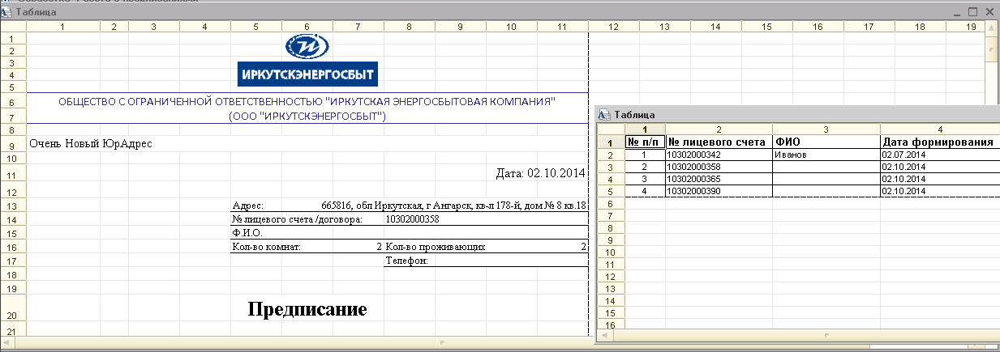 Таблица
1 2 3 4 5 6 7 8 9 10 11 12 13 14 15 16 17 18 19
1
2
3
4 ИРКУТСКЭНЕРГОСБЫТ
5
6 ОБЩЕСТВО С ОГРАНИЧЕННОЙ ОТВЕТСТВЕННОСТЬЮ "ИРКУТСКАЯ ЭНЕРГОСБЫТОВАЯ КОМПАНИЯ"
7 (ООО "ИРКУТСКЭНЕРГОСБЫТ")
8
9 Очень Новый ЮрАдрес
10
11 Дата: 02.10.2014
12
13 Адрес: 665816, обл Иркутская, г Ангарск, кв-л 178-й, дом № 8 кв.18
14 № лицевого счета /договора: 10302000358
15 Ф.И.О.
16 Кол-во комнат: 2 Кол-во проживающих 2
17 Телефон:
18
19
20 Предписание
21
Таблица
1 2 3 4
1 № п/п № лицевого счета ФИО Дата формирования
2 1 10302000342 Иванов 02.07.2014
3 2 10302000358 02.10.2014
4 3 10302000365 02.10.2014
5 4 10302000390 02.10.2014
6
7
8
9
10
11
12
13
14
15
16